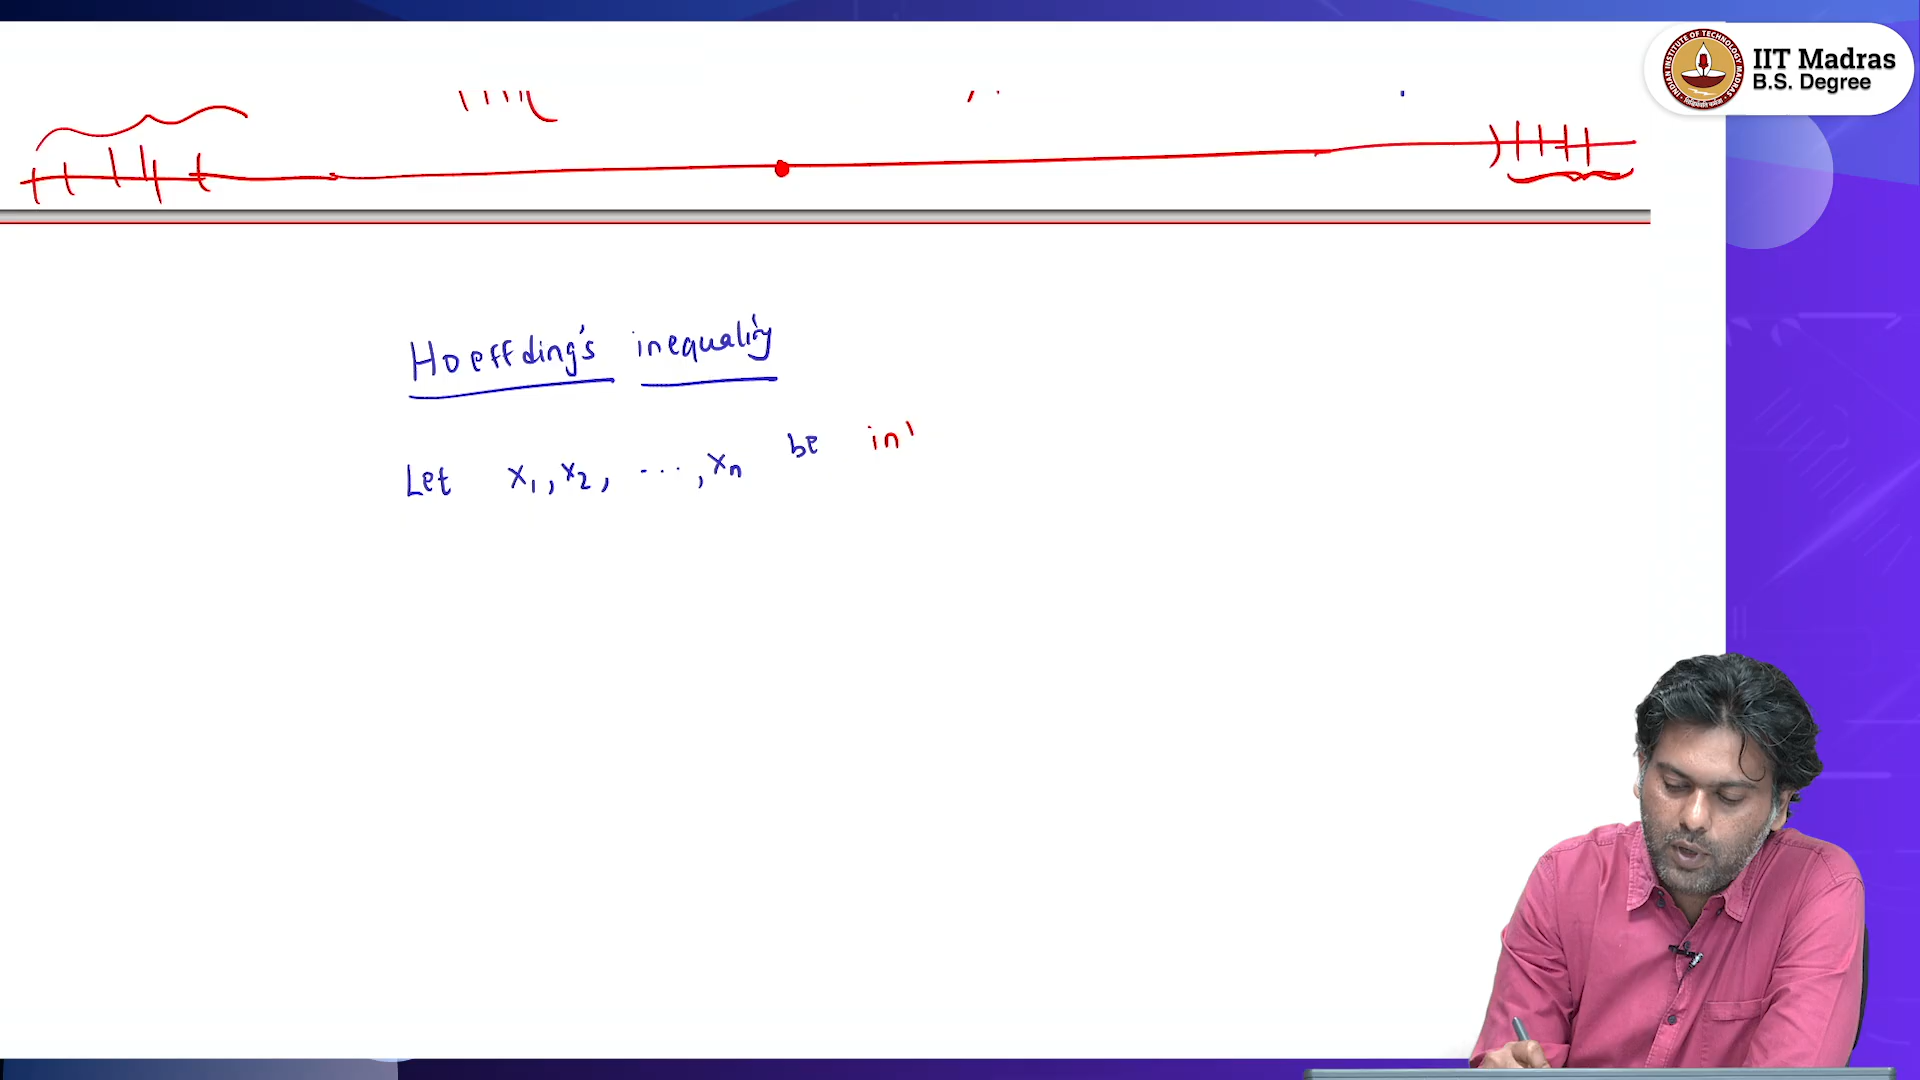 IIT Madras
B.S. Degree
Hoeffding's inequality
Let x₁, x₂, ..., xₙ be in